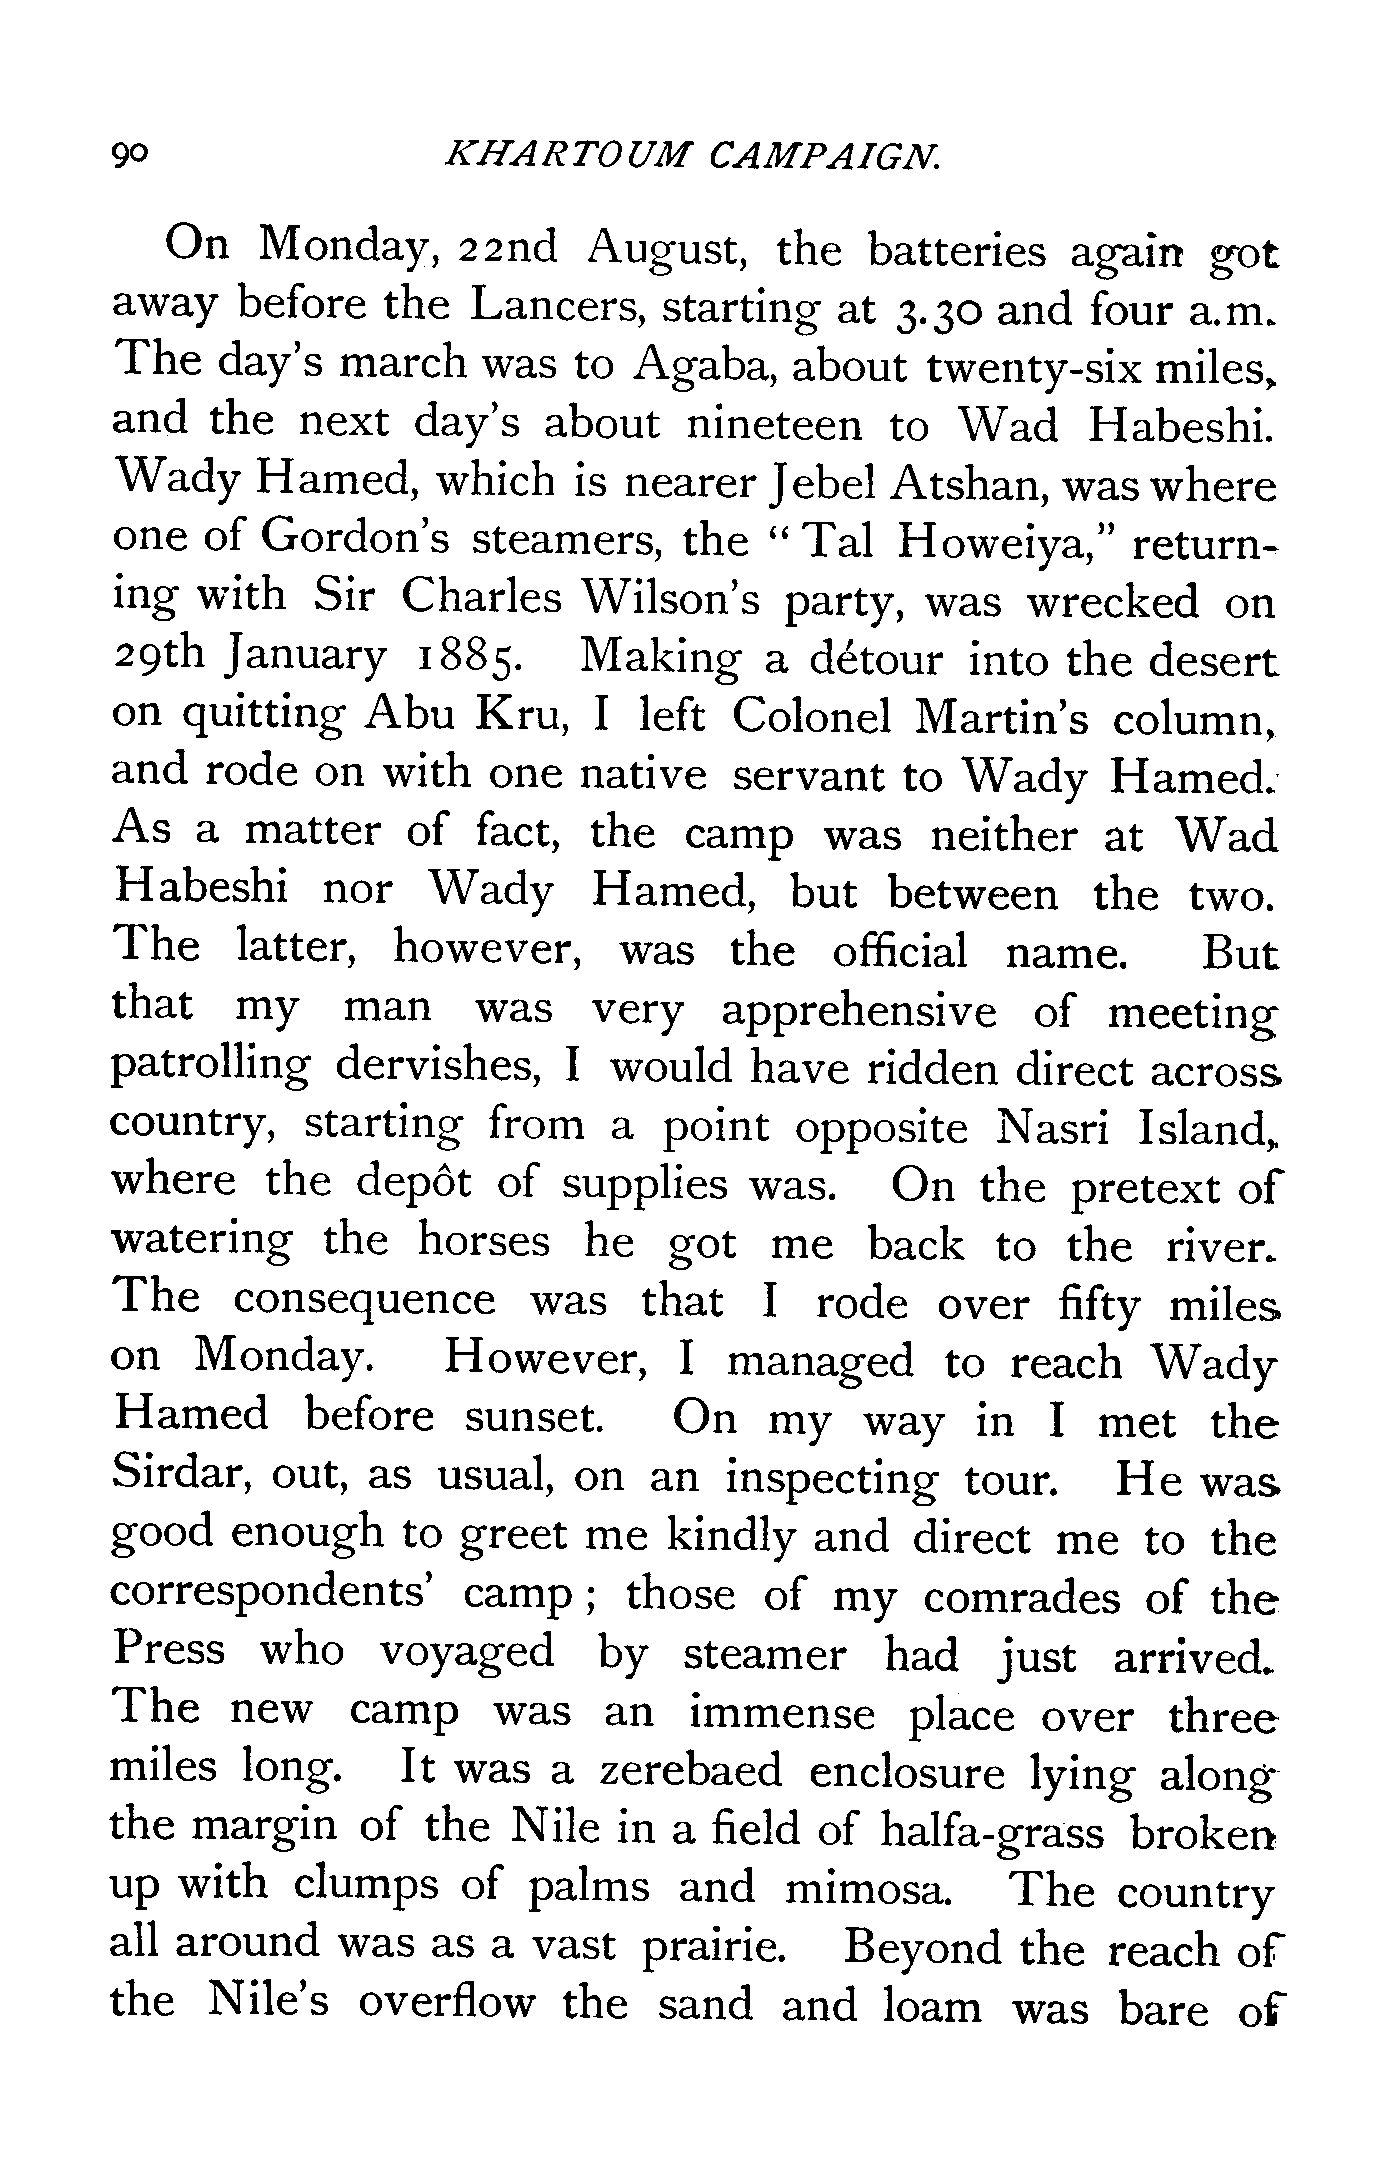 90 KHARTOUM CAMPAIGN.
On Monday, 22nd August, the batteries again got
away before the Lancers, starting at 3.30 and four a.m.
The day's march was to Agaba, about twenty-six miles,
and the next day's about nineteen to Wad Habeshi.
Wady Hamed, which is nearer Jebel Atshan, was where
one of Gordon's steamers, the “Tal Howeiya,” return-
ing with Sir Charles Wilson's party, was wrecked on
29th January 1885. Making a détour into the desert
on quitting Abu Kru, I left Colonel Martin's column,
and rode on with one native servant to Wady Hamed.
As a matter of fact, the camp was neither at Wad
Habeshi nor Wady Hamed, but between the two.
The latter, however, was the official name. But
that my man was very apprehensive of meeting
patrolling dervishes, I would have ridden direct across
country, starting from a point opposite Nasri Island,
where the depôt of supplies was. On the pretext of
watering the horses he got me back to the river.
The consequence was that I rode over fifty miles
on Monday. However, I managed to reach Wady
Hamed before sunset. On my way in I met the
Sirdar, out, as usual, on an inspecting tour. He was
good enough to greet me kindly and direct me to the
correspondents' camp; those of my comrades of the
Press who voyaged by steamer had just arrived.
The new camp was an immense place over three
miles long. It was a zerebaed enclosure lying along
the margin of the Nile in a field of halfa-grass broken
up with clumps of palms and mimosa. The country
all around was as a vast prairie. Beyond the reach of
the Nile's overflow the sand and loam was bare of